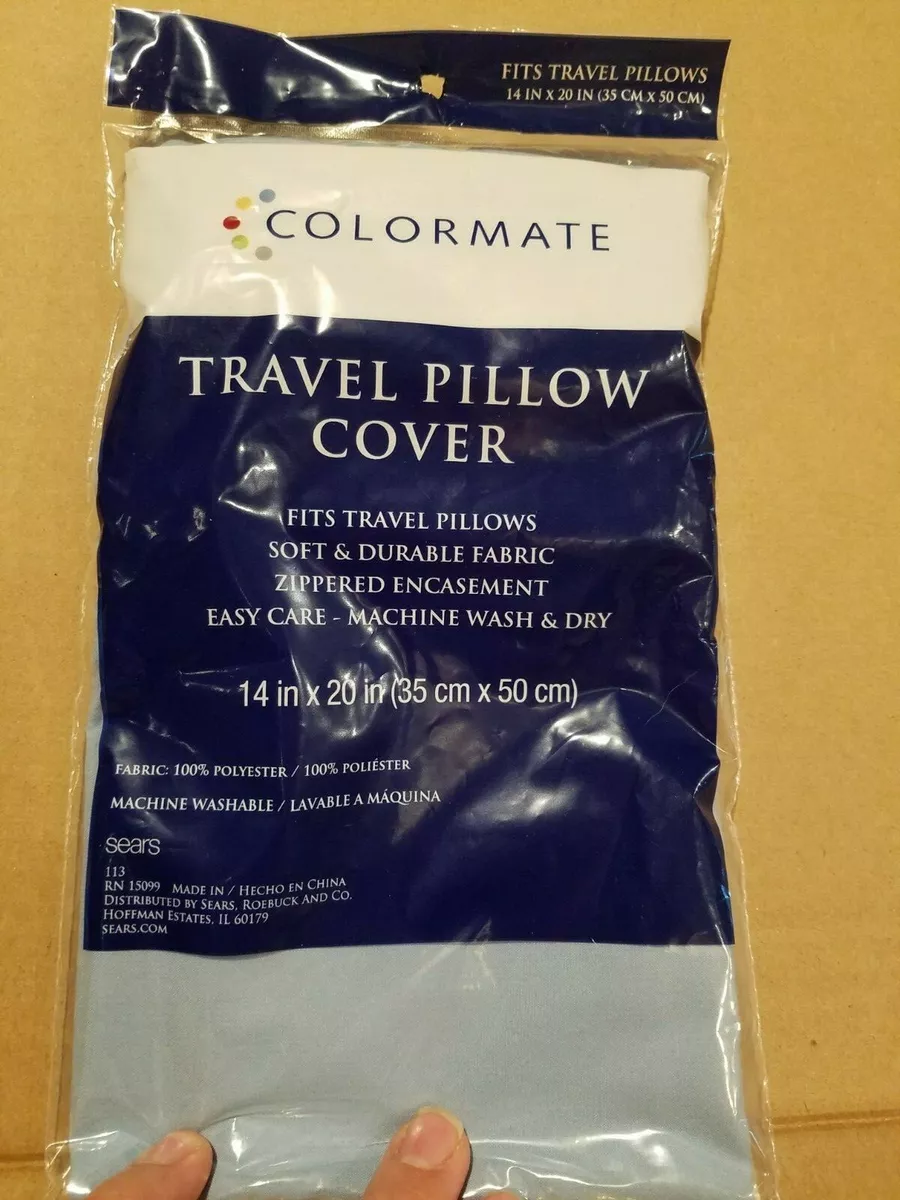 FITS TRAVEL PILLOWS
14 IN X 20 IN (35 CM X 50 CM)
COLORMATE
TRAVEL PILLOW
COVER
FITS TRAVEL PILLOWS
SOFT & DURABLE FABRIC
ZIPPERED ENCASEMENT
EASY CARE - MACHINE WASH & DRY
14 in x 20 in (35 cm x 50 cm)
FABRIC: 100% POLYESTER / 100% POLIÉSTER
MACHINE WASHABLE / LAVABLE A MÁQUINA
sears
113
RN 15099 MADE IN / HECHO EN CHINA
DISTRIBUTED BY SEARS, ROEBUCK AND CO.
HOFFMAN ESTATES, IL 60179
SEARS.COM